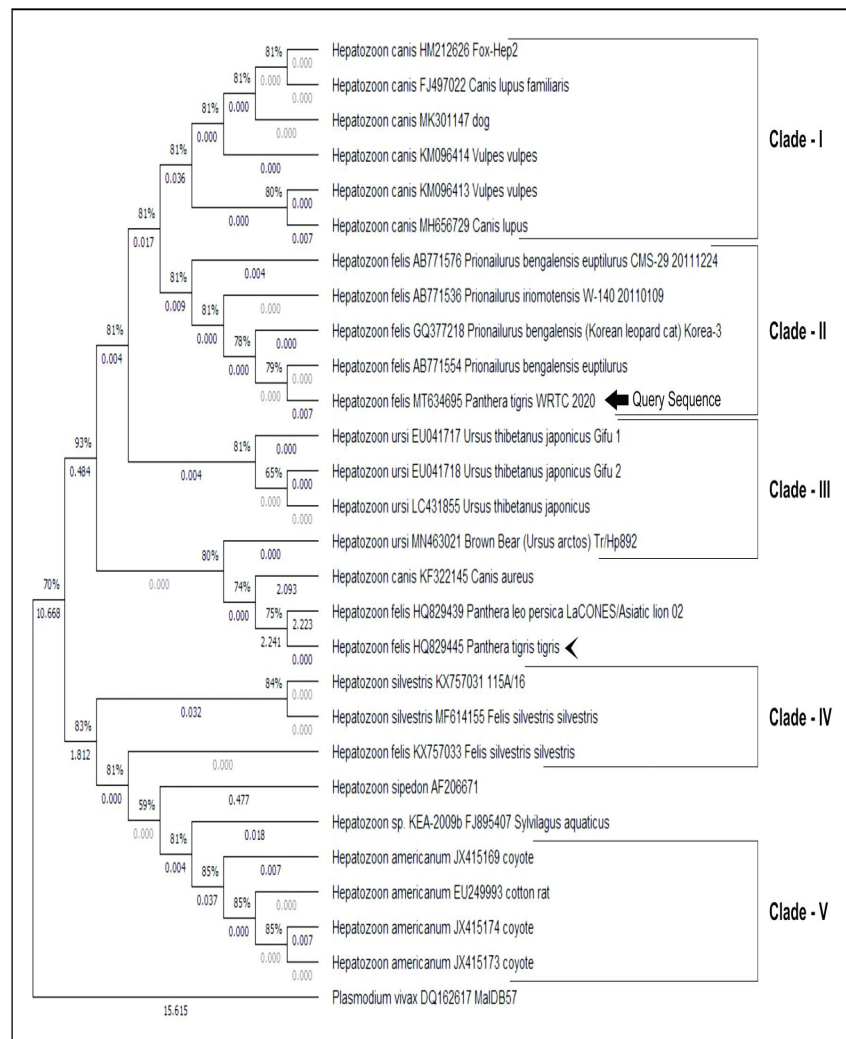 81%
Hepatozoon canis HM212626 Fox-Hep2
0.000
81%
0.000
Hepatozoon canis FJ497022 Canis lupus familiaris
0.000
81%
0.000
Hepatozoon canis MK301147 dog
0.000
81%
0.000
Hepatozoon canis KM096414 Vulpes vulpes
0.000
81%
0.036
80%
Hepatozoon canis KM096413 Vulpes vulpes
0.000
0.000
Hepatozoon canis MH656729 Canis lupus
0.007
Clade - I
81%
0.017
81%
0.009
Hepatozoon felis AB771576 Prionailurus bengalensis euptilurus CMS-29 20111224
0.004
81%
0.000
Hepatozoon felis AB771536 Prionailurus iriomotensis W-140 20110109
0.000
78%
0.000
Hepatozoon felis GQ377218 Prionailurus bengalensis (Korean leopard cat) Korea-3
0.000
79%
0.000
Hepatozoon felis AB771554 Prionailurus bengalensis euptilurus
0.000
Hepatozoon felis MT634695 Panthera tigris WRTC 2020
Query Sequence
0.007
Clade - II
81%
0.004
81%
0.004
Hepatozoon ursi EU041717 Ursus thibetanus japonicus Gifu 1
0.000
65%
0.000
Hepatozoon ursi EU041718 Ursus thibetanus japonicus Gifu 2
0.000
Hepatozoon ursi LC431855 Ursus thibetanus japonicus
0.000
Clade - III
93%
0.484
80%
0.000
Hepatozoon ursi MN463021 Brown Bear (Ursus arctos) Tr/Hp892
0.000
74%
0.000
Hepatozoon canis KF322145 Canis aureus
2.093
75%
2.241
Hepatozoon felis HQ829439 Panthera leo persica LaCONES/Asiatic lion 02
2.223
Hepatozoon felis HQ829445 Panthera tigris tigris
0.000
70%
10.668
84%
0.032
Hepatozoon silvestris KX757031 115A/16
0.000
Hepatozoon silvestris MF614155 Felis silvestris silvestris
0.000
83%
1.812
81%
0.000
Hepatozoon felis KX757033 Felis silvestris silvestris
0.000
Clade - IV
59%
0.000
Hepatozoon sipedon AF206671
0.477
81%
0.004
Hepatozoon sp. KEA-2009b FJ895407 Sylvilagus aquaticus
0.018
85%
0.037
Hepatozoon americanum JX415169 coyote
0.007
85%
0.000
Hepatozoon americanum EU249993 cotton rat
0.000
85%
0.000
Hepatozoon americanum JX415174 coyote
0.007
Hepatozoon americanum JX415173 coyote
0.000
Clade - V
Plasmodium vivax DQ162617 MalDB57
15.615